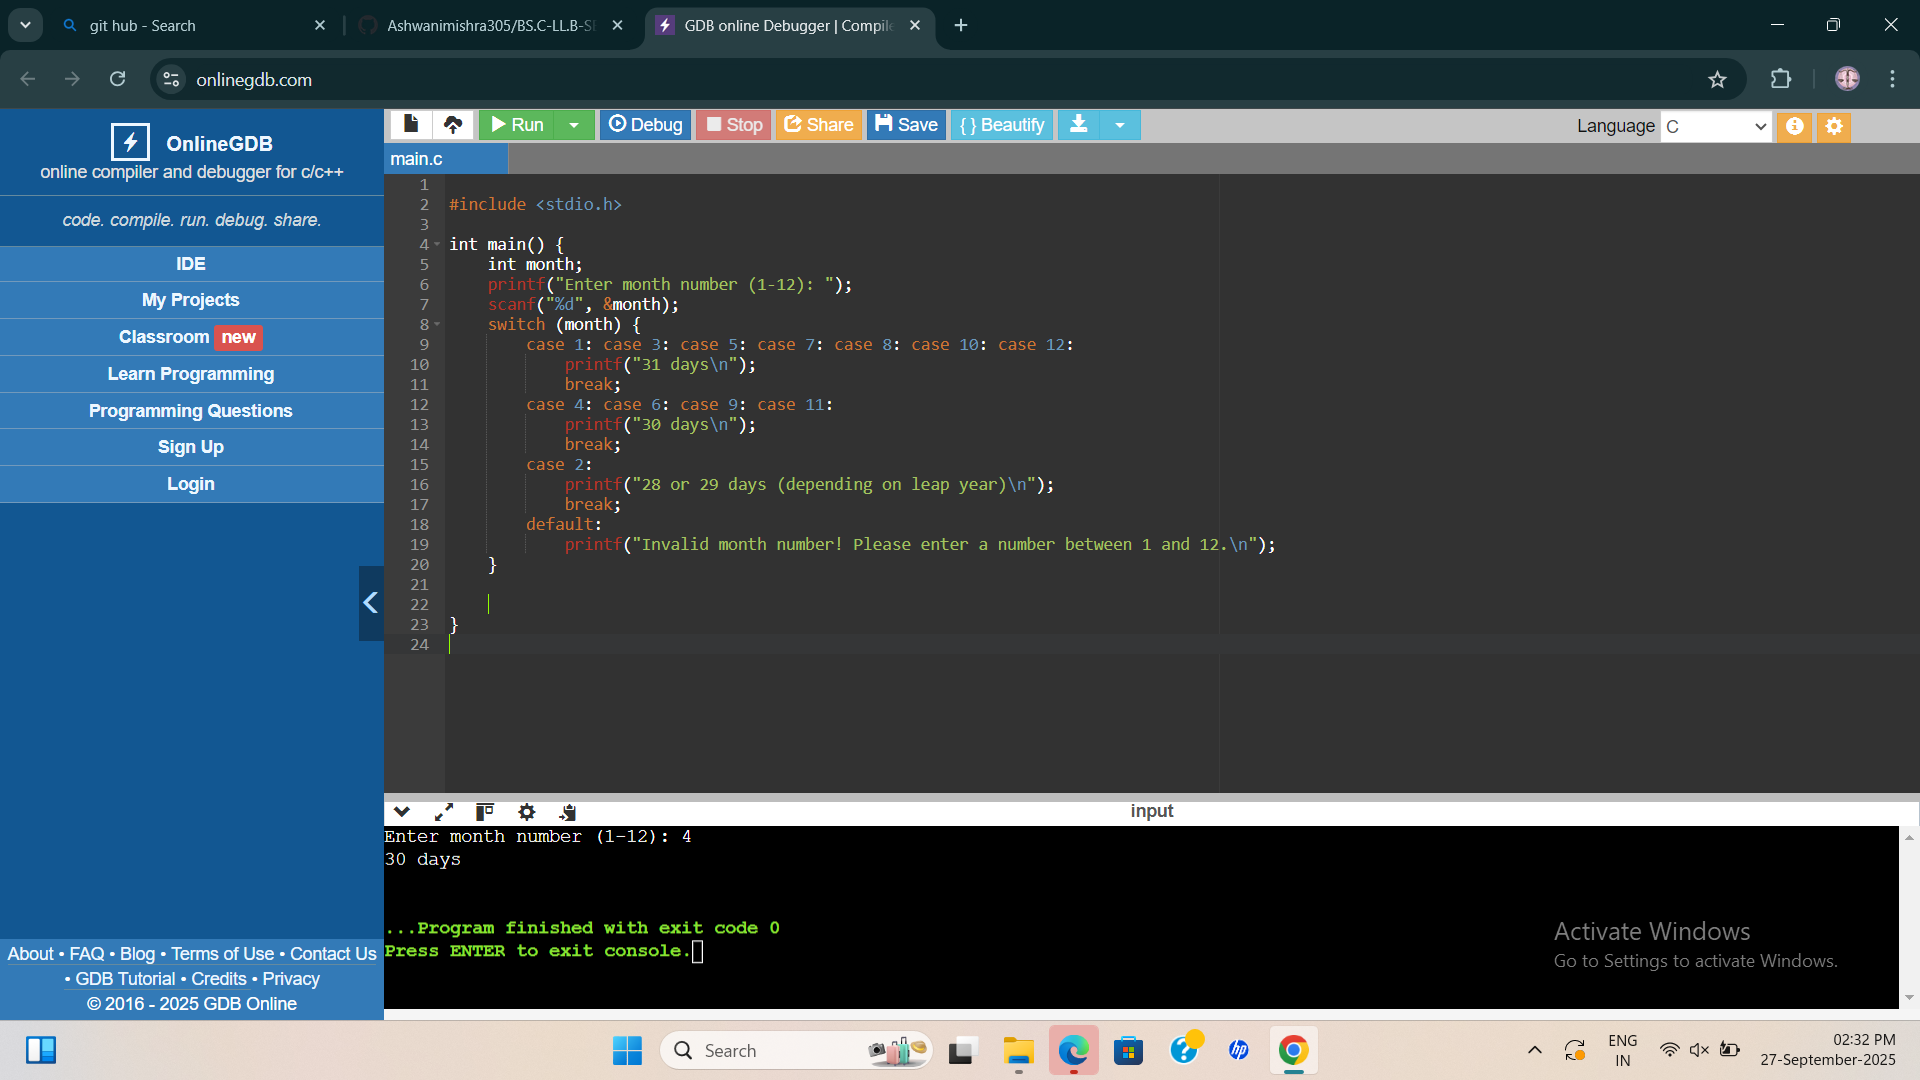 git hub - Search
Ashwanimishra305/BS.C-LL.B-S
GDB online Debugger | Compile
onlinegdb.com
OnlineGDB
online compiler and debugger for c/c++
code. compile. run. debug. share.
IDE
My Projects
Classroom new
Learn Programming
Programming Questions
Sign Up
Login
About • FAQ • Blog • Terms of Use • Contact Us
• GDB Tutorial • Credits • Privacy
© 2016 - 2025 GDB Online
Run Debug Stop Share Save { } Beautify
Language C
main.c
1
2 #include <stdio.h>
3
4 int main() {
5 int month;
6 printf("Enter month number (1-12): ");
7 scanf("%d", &month);
8 switch (month) {
9 case 1: case 3: case 5: case 7: case 8: case 10: case 12:
10 printf("31 days\n");
11 break;
12 case 4: case 6: case 9: case 11:
13 printf("30 days\n");
14 break;
15 case 2:
16 printf("28 or 29 days (depending on leap year)\n");
17 break;
18 default:
19 printf("Invalid month number! Please enter a number between 1 and 12.\n");
20 }
21
22
23 }
24
input
Enter month number (1-12): 4
30 days
...Program finished with exit code 0
Press ENTER to exit console.
Activate Windows
Go to Settings to activate Windows.
Search
hp
ENG
IN
02:32 PM
27-September-2025